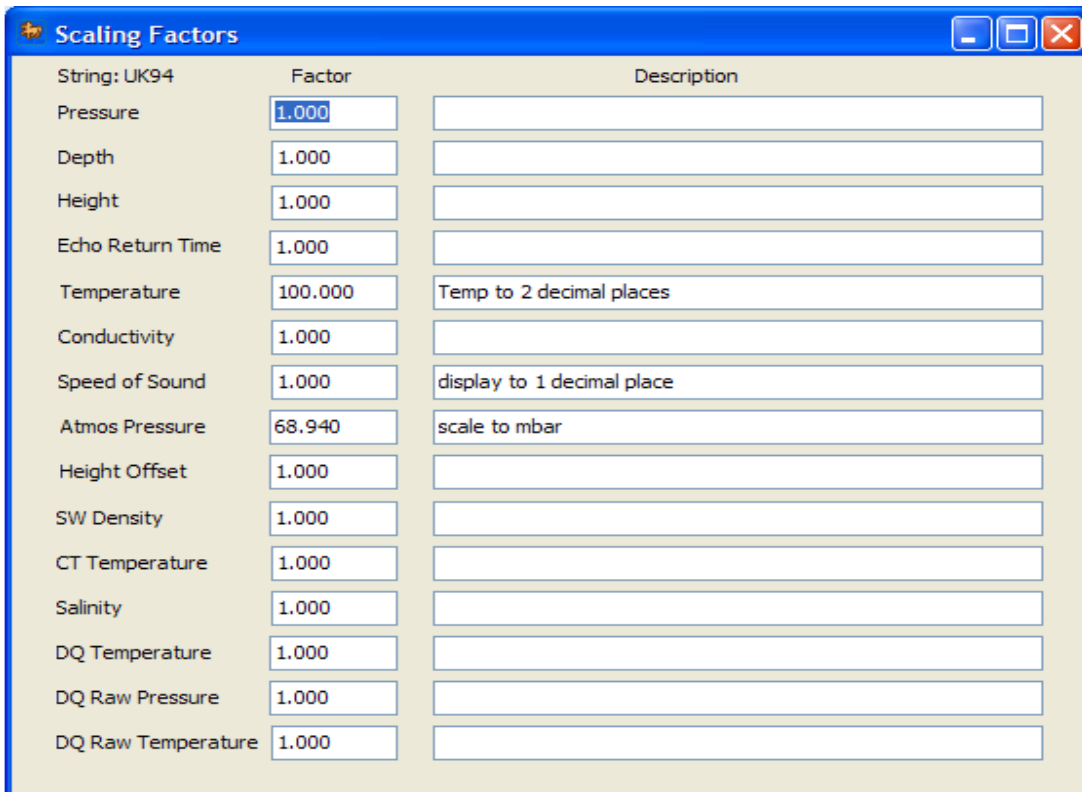 Scaling Factors
String: UK94 Factor Description
Pressure 1.000
Depth 1.000
Height 1.000
Echo Return Time 1.000
Temperature 100.000 Temp to 2 decimal places
Conductivity 1.000
Speed of Sound 1.000 display to 1 decimal place
Atmos Pressure 68.940 scale to mbar
Height Offset 1.000
SW Density 1.000
CT Temperature 1.000
Salinity 1.000
DQ Temperature 1.000
DQ Raw Pressure 1.000
DQ Raw Temperature 1.000